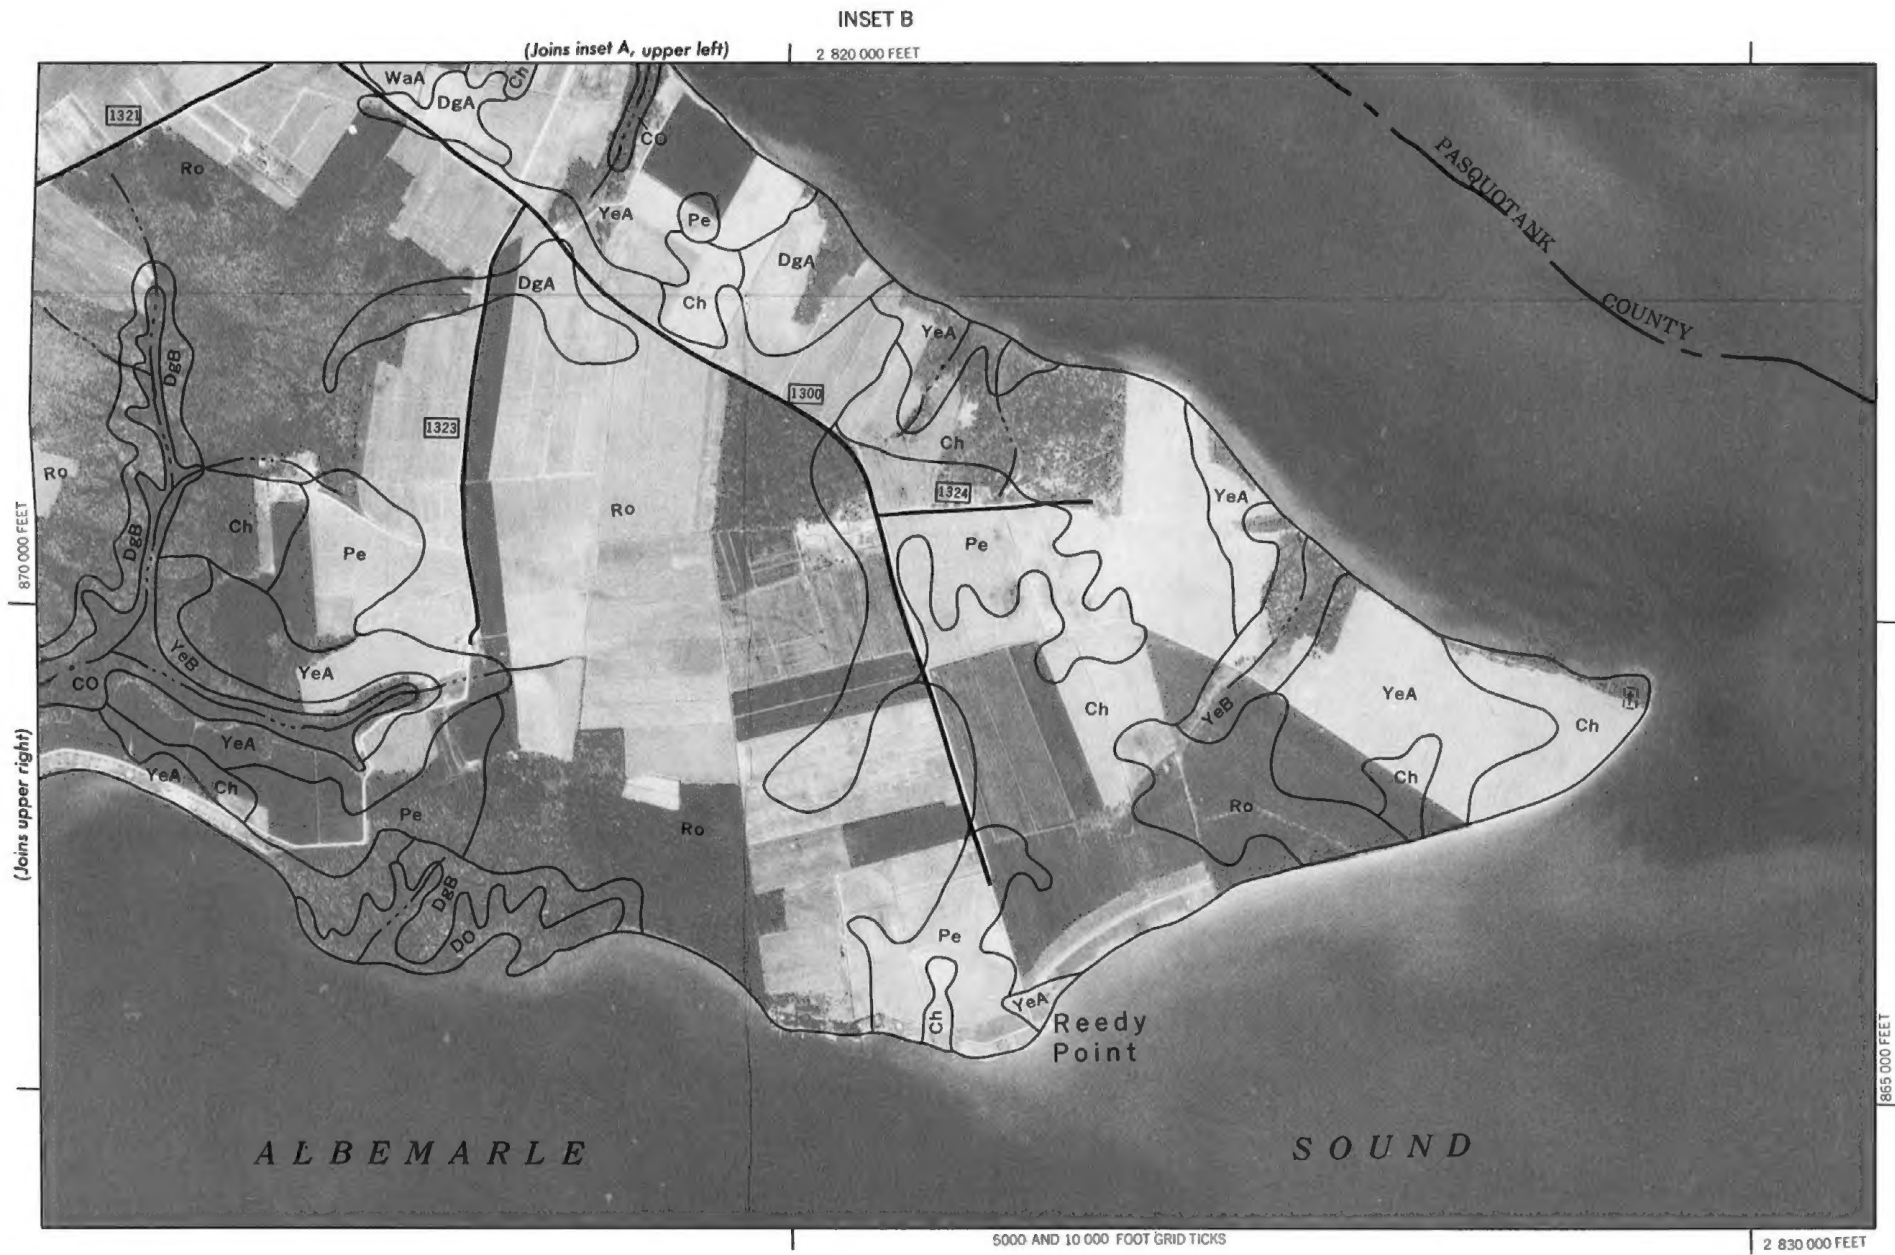 INSET B
(Joins inset A, upper left)
2 820 000 FEET
WaA
DgA
Ch
1321
CO
Ro
PASQUOTANK
COUNTY
YeA
Pe
DgA
DgA
Ch
YeA
DgB
1300
1323
Ch
Ro
1324
YeA
Ro
Ch
DgB
Pe
Pe
870 000 FEET
YeB
YeA
CO
YeA
YeB
Ch
Ch
YeA
YeA
Ch
Ch
Pe
Ro
Ro
(Joins upper right)
DgB
DO
Pe
YeA
Ch
Reedy
Point
865 000 FEET
ALBEMARLE
SOUND
5000 AND 10 000 FOOT GRID TICKS
2 830 000 FEET